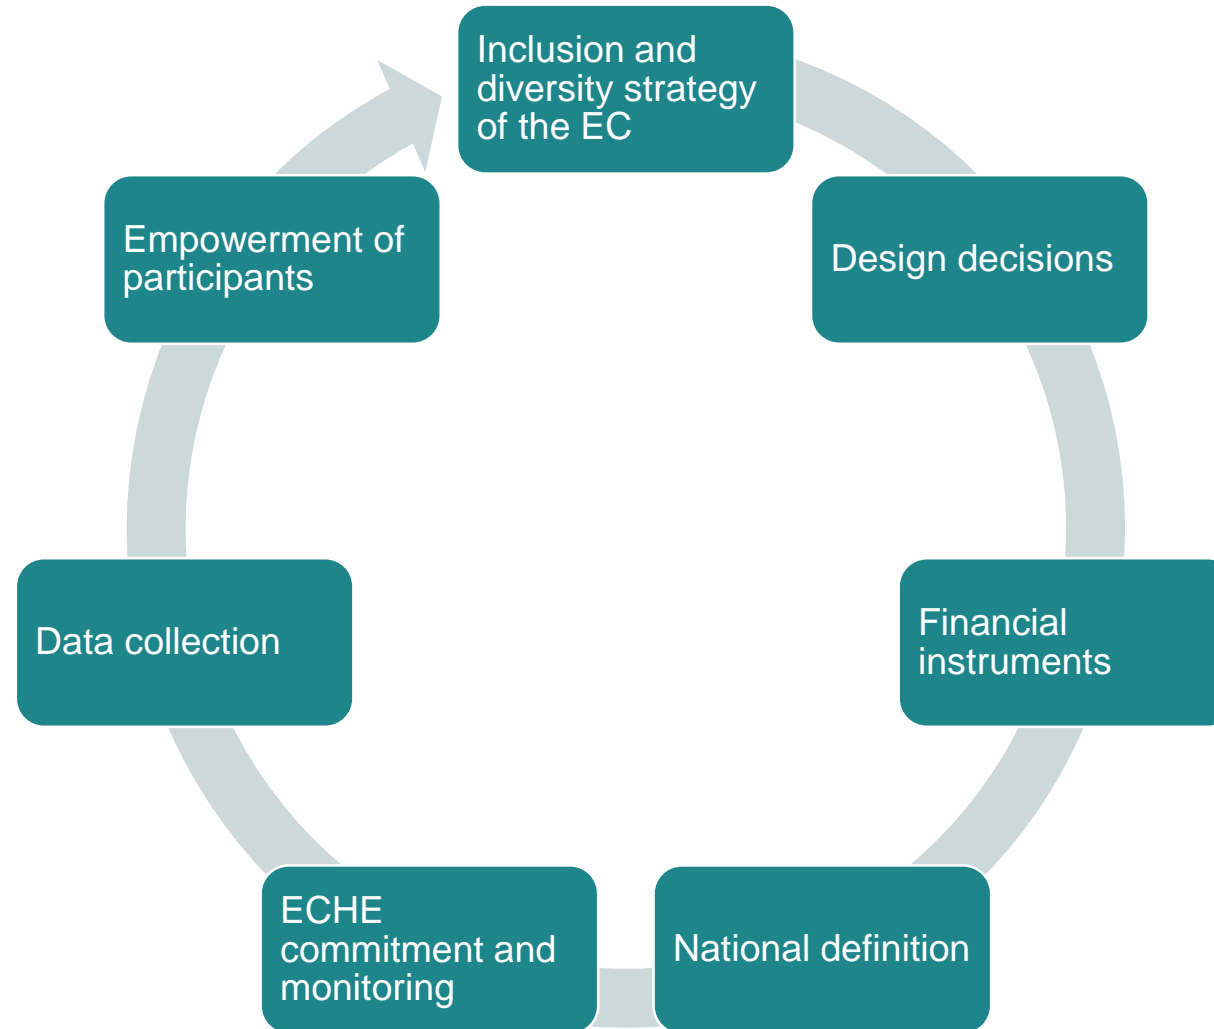 Inclusion and
diversity strategy
of the EC
Design decisions
Financial
instruments
National definition
ECHE
commitment and
monitoring
Data collection
Empowerment of
participants